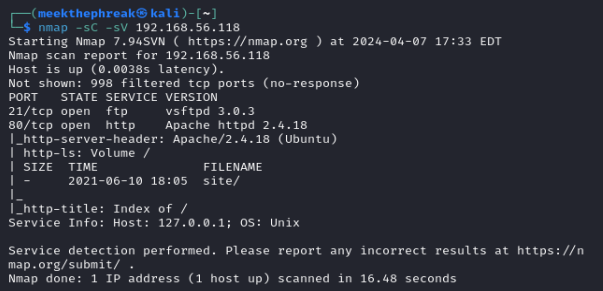 ┌──(meekthephreak㉿kali)-[~]
└─$ nmap -sC -sV 192.168.56.118
Starting Nmap 7.94SVN ( https://nmap.org ) at 2024-04-07 17:33 EDT
Nmap scan report for 192.168.56.118
Host is up (0.0038s latency).
Not shown: 998 filtered tcp ports (no-response)
PORT   STATE SERVICE VERSION
21/tcp open  ftp     vsftpd 3.0.3
80/tcp open  http    Apache httpd 2.4.18
|_http-server-header: Apache/2.4.18 (Ubuntu)
| http-ls: Volume /
| SIZE  TIME              FILENAME
| -     2021-06-10 18:05  site/
|_
|_http-title: Index of /
Service Info: Host: 127.0.0.1; OS: Unix

Service detection performed. Please report any incorrect results at https://n
map.org/submit/ .
Nmap done: 1 IP address (1 host up) scanned in 16.48 seconds